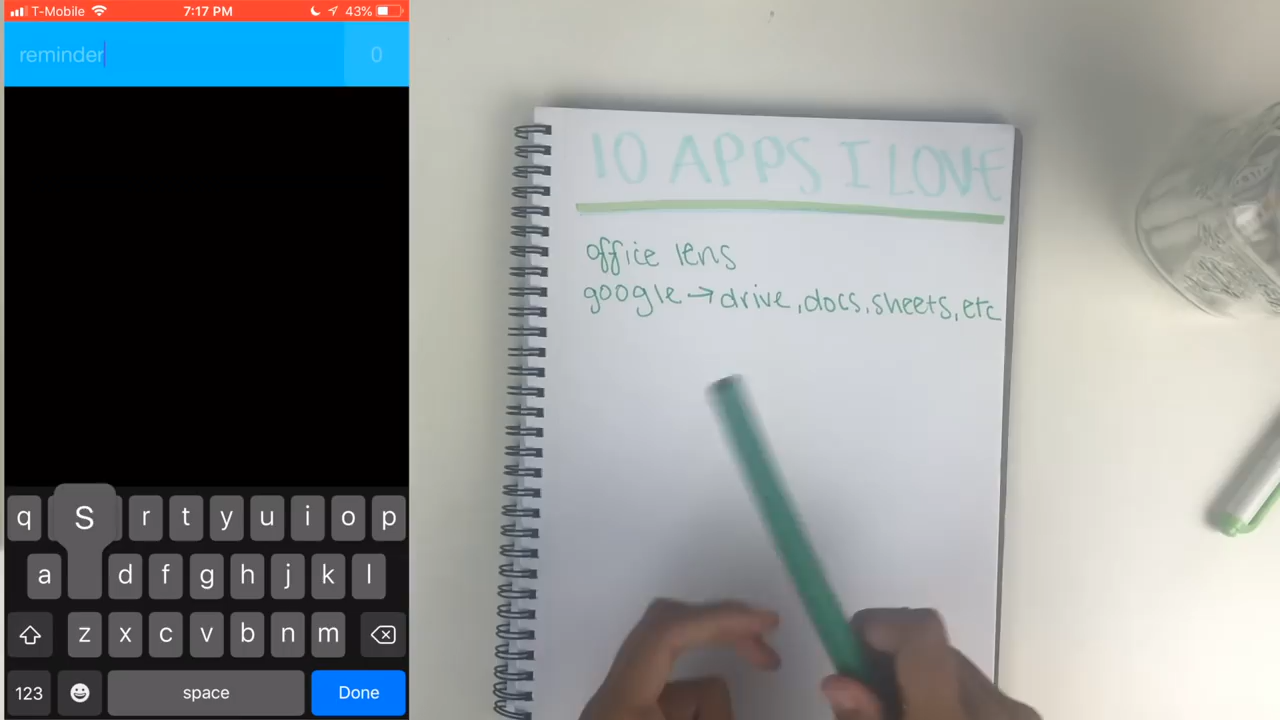 T-Mobile 7:17 PM 43%
reminder 0
q S r t y u i o p
a d f g h j k l
z x c v b n m
123 space Done
10 APPS I LOVE
office lens
google → drive, docs, sheets, etc